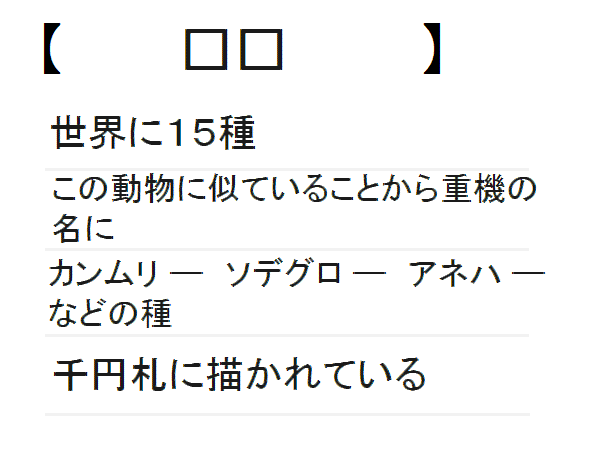 【 □□ 】
世界に１５種
この動物に似ていることから重機の
名に
カンムリ ― ソデグロ ― アネハ ―
などの種
千円札に描かれている